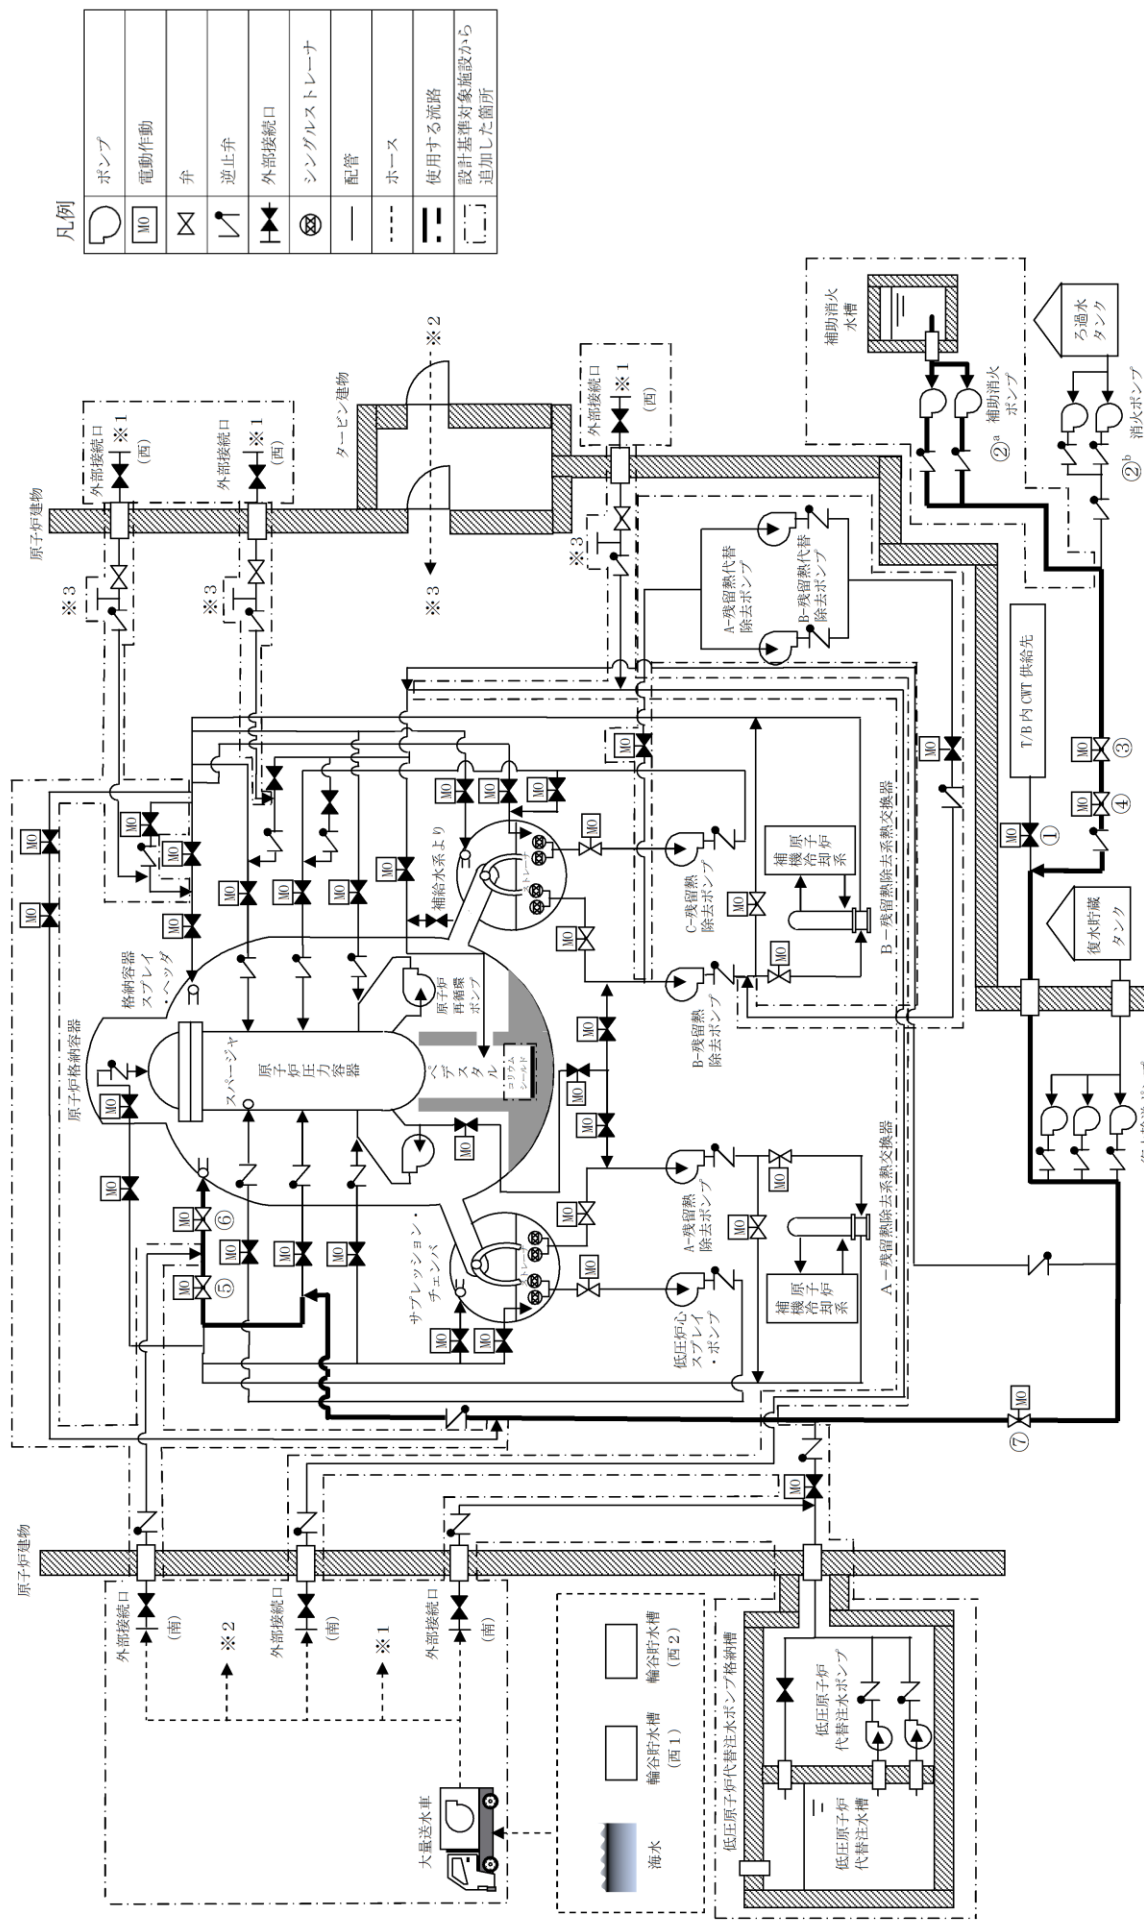 凡例
ポンプ
MO
電動作動
弁
逆止弁
外部接続口
シングルストレーナ
配管
ホース
使用する流路
設計基準対象施設から
追加した箇所
原子炉建物
外部接続口
※1
(西)
外部接続口
※1
(西)
※3
※3
タービン建物
※2
※3
外部接続口
※1
(西)
※3
補助消火
水槽
補助消火
ポンプ
②a
ろ過水
タンク
消火ポンプ
②b
A-残留熱代替
除去ポンプ
B-残留熱代替
除去ポンプ
T/B内 CWT 供給先
MO
①
MO
③
MO
④
復水貯蔵
タンク
原子炉格納容器
格納容器
スプレイ
・ヘッダ
スパージャ
原子炉
圧力容器
原子炉
再循環
ポンプ
ペデスタル
コリウム
シールド
補給水系より
ストレーナ
サプレッション・
チェンバ
ストレーナ
MO
⑥
MO
⑤
C-残留熱
除去ポンプ
B-残留熱
除去ポンプ
A-残留熱
除去ポンプ
低圧炉心
スプレイ
・ポンプ
補機
原子炉
冷却系
B-残留熱除去系熱交換器
補機
原子炉
冷却系
A-残留熱除去系熱交換器
MO
⑦
原子炉建物
外部接続口
(南)
※2
外部接続口
(南)
※1
外部接続口
(南)
大量送水車
海水
輪谷貯水槽
(西1)
輪谷貯水槽
(西2)
低圧原子炉代替注水ポンプ格納槽
低圧原子炉
代替注水ポンプ
低圧原子炉
代替注水槽